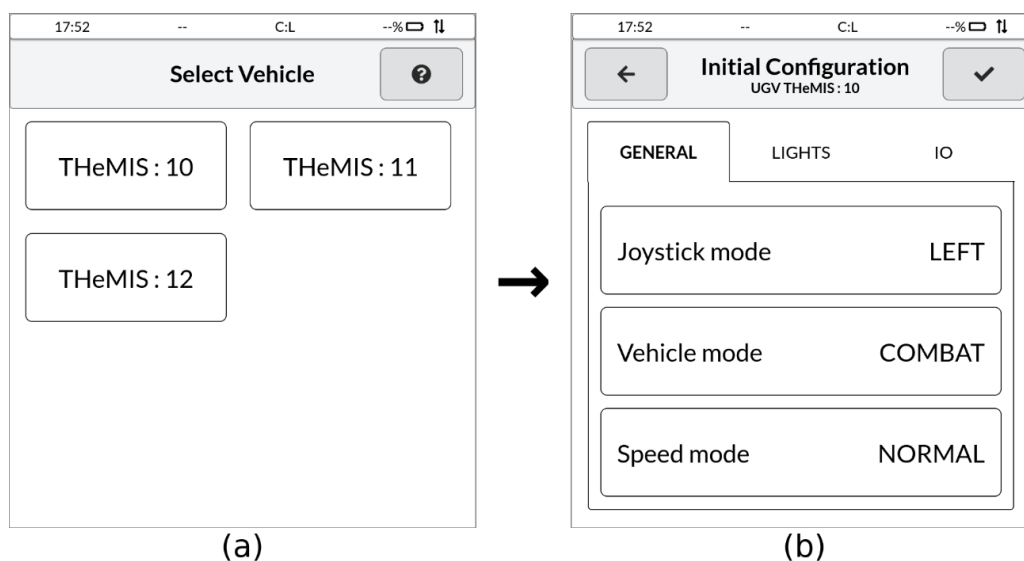 17:52 -- C:L --%
Select Vehicle
THeMIS : 10 THeMIS : 11
THeMIS : 12
(a)
17:52 -- C:L --%
Initial Configuration
UGV THeMIS : 10
GENERAL LIGHTS IO
Joystick mode LEFT
Vehicle mode COMBAT
Speed mode NORMAL
(b)